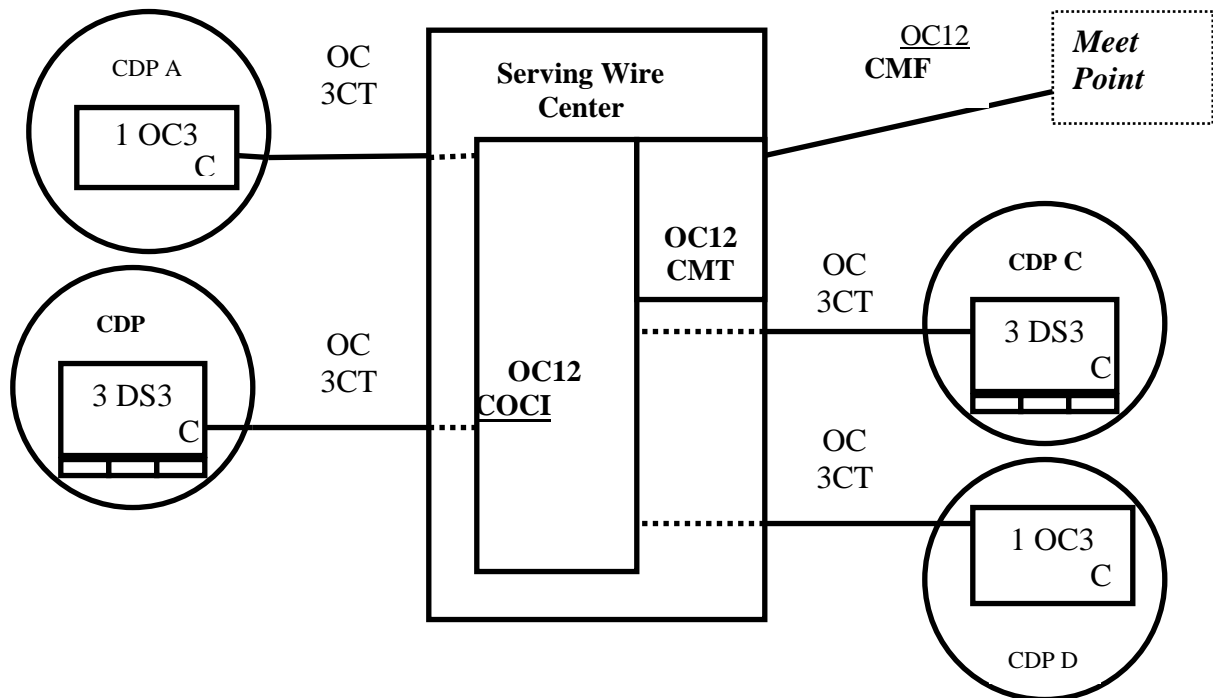 CDP A
1 OC3
C
OC
3CT
Serving Wire
Center
OC12
CMF
Meet
Point
OC12
CMT
CDP
3 DS3
C
OC
3CT
OC12
COCI
OC
3CT
CDP C
3 DS3
C
OC
3CT
1 OC3
C
CDP D